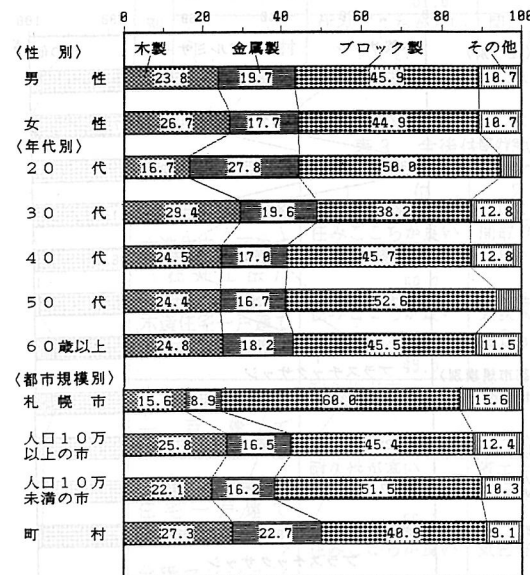 0 20 40 60 80 100
〈性 別〉 木製 金属製 ブロック製 その他
男 性 23.8 19.7 45.9 10.7
女 性 26.7 17.7 44.9 10.7
〈年代別〉
20 代 16.7 27.8 50.0
30 代 29.4 19.6 38.2 12.8
40 代 24.5 17.0 45.7 12.8
50 代 24.4 16.7 52.6
60歳以上 24.8 18.2 45.5 11.5
〈都市規模別〉
札 幌 市 15.6 8.9 60.0 15.6
人口10万
以上の市 25.8 16.5 45.4 12.4
人口10万
未満の市 22.1 16.2 51.5 10.3
町 村 27.3 22.7 40.9 9.1